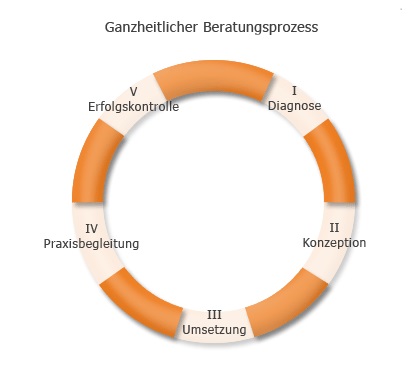 Ganzheitlicher Beratungsprozess
I
Diagnose
II
Konzeption
III
Umsetzung
IV
Praxisbegleitung
V
Erfolgskontrolle